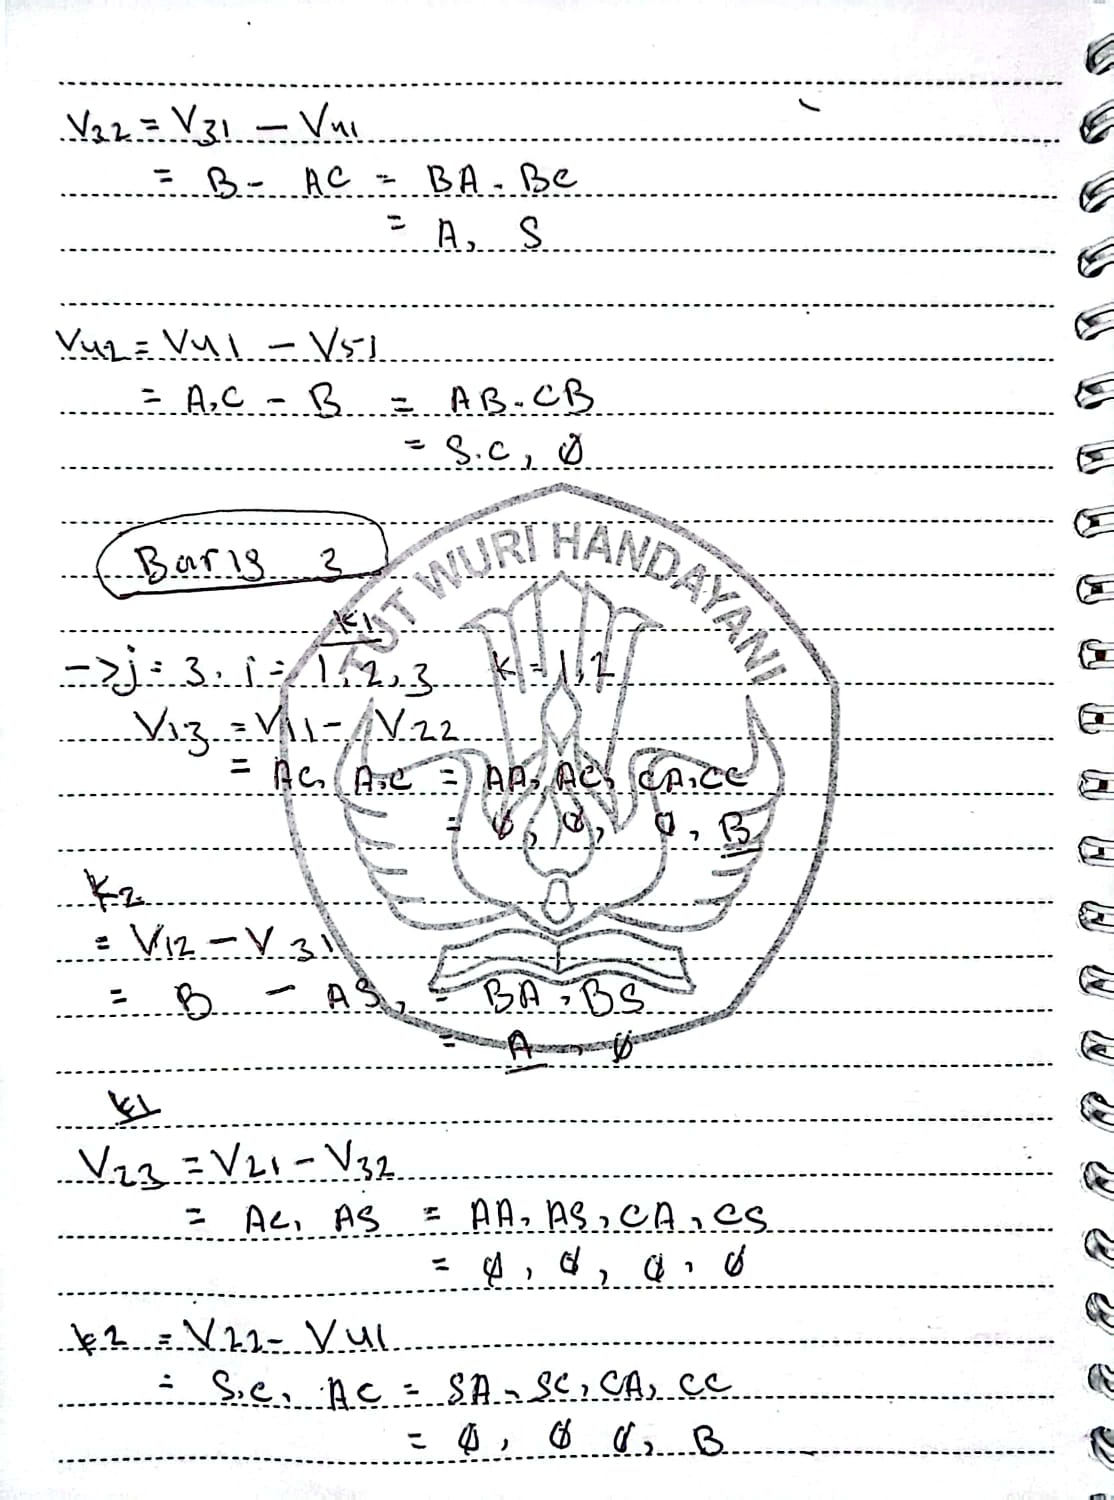 V32 = V31 - V41
= B - AC = BA, BC
= A, S
V42 = V41 - V51
= A,C - B = AB, CB
= S.C, Ø
Baris 3
k1
->j = 3, i = 1,2,3 k = 1,2
V13 = V11 - V22
= AC, A,C = AA, AC, CA, CC
= Ø, Ø, Ø, B
K2
= V12 - V31
= B - AS, = BA, BS
= A, Ø
k1
V23 = V21 - V32
= AC, AS = AA, AS, CA, CS
= Ø, Ø, Ø, Ø
k2 = V22 - V41
= S,C, AC = SA, SC, CA, CC
= Ø, Ø Ø, B
TUT WURI HANDAYANI